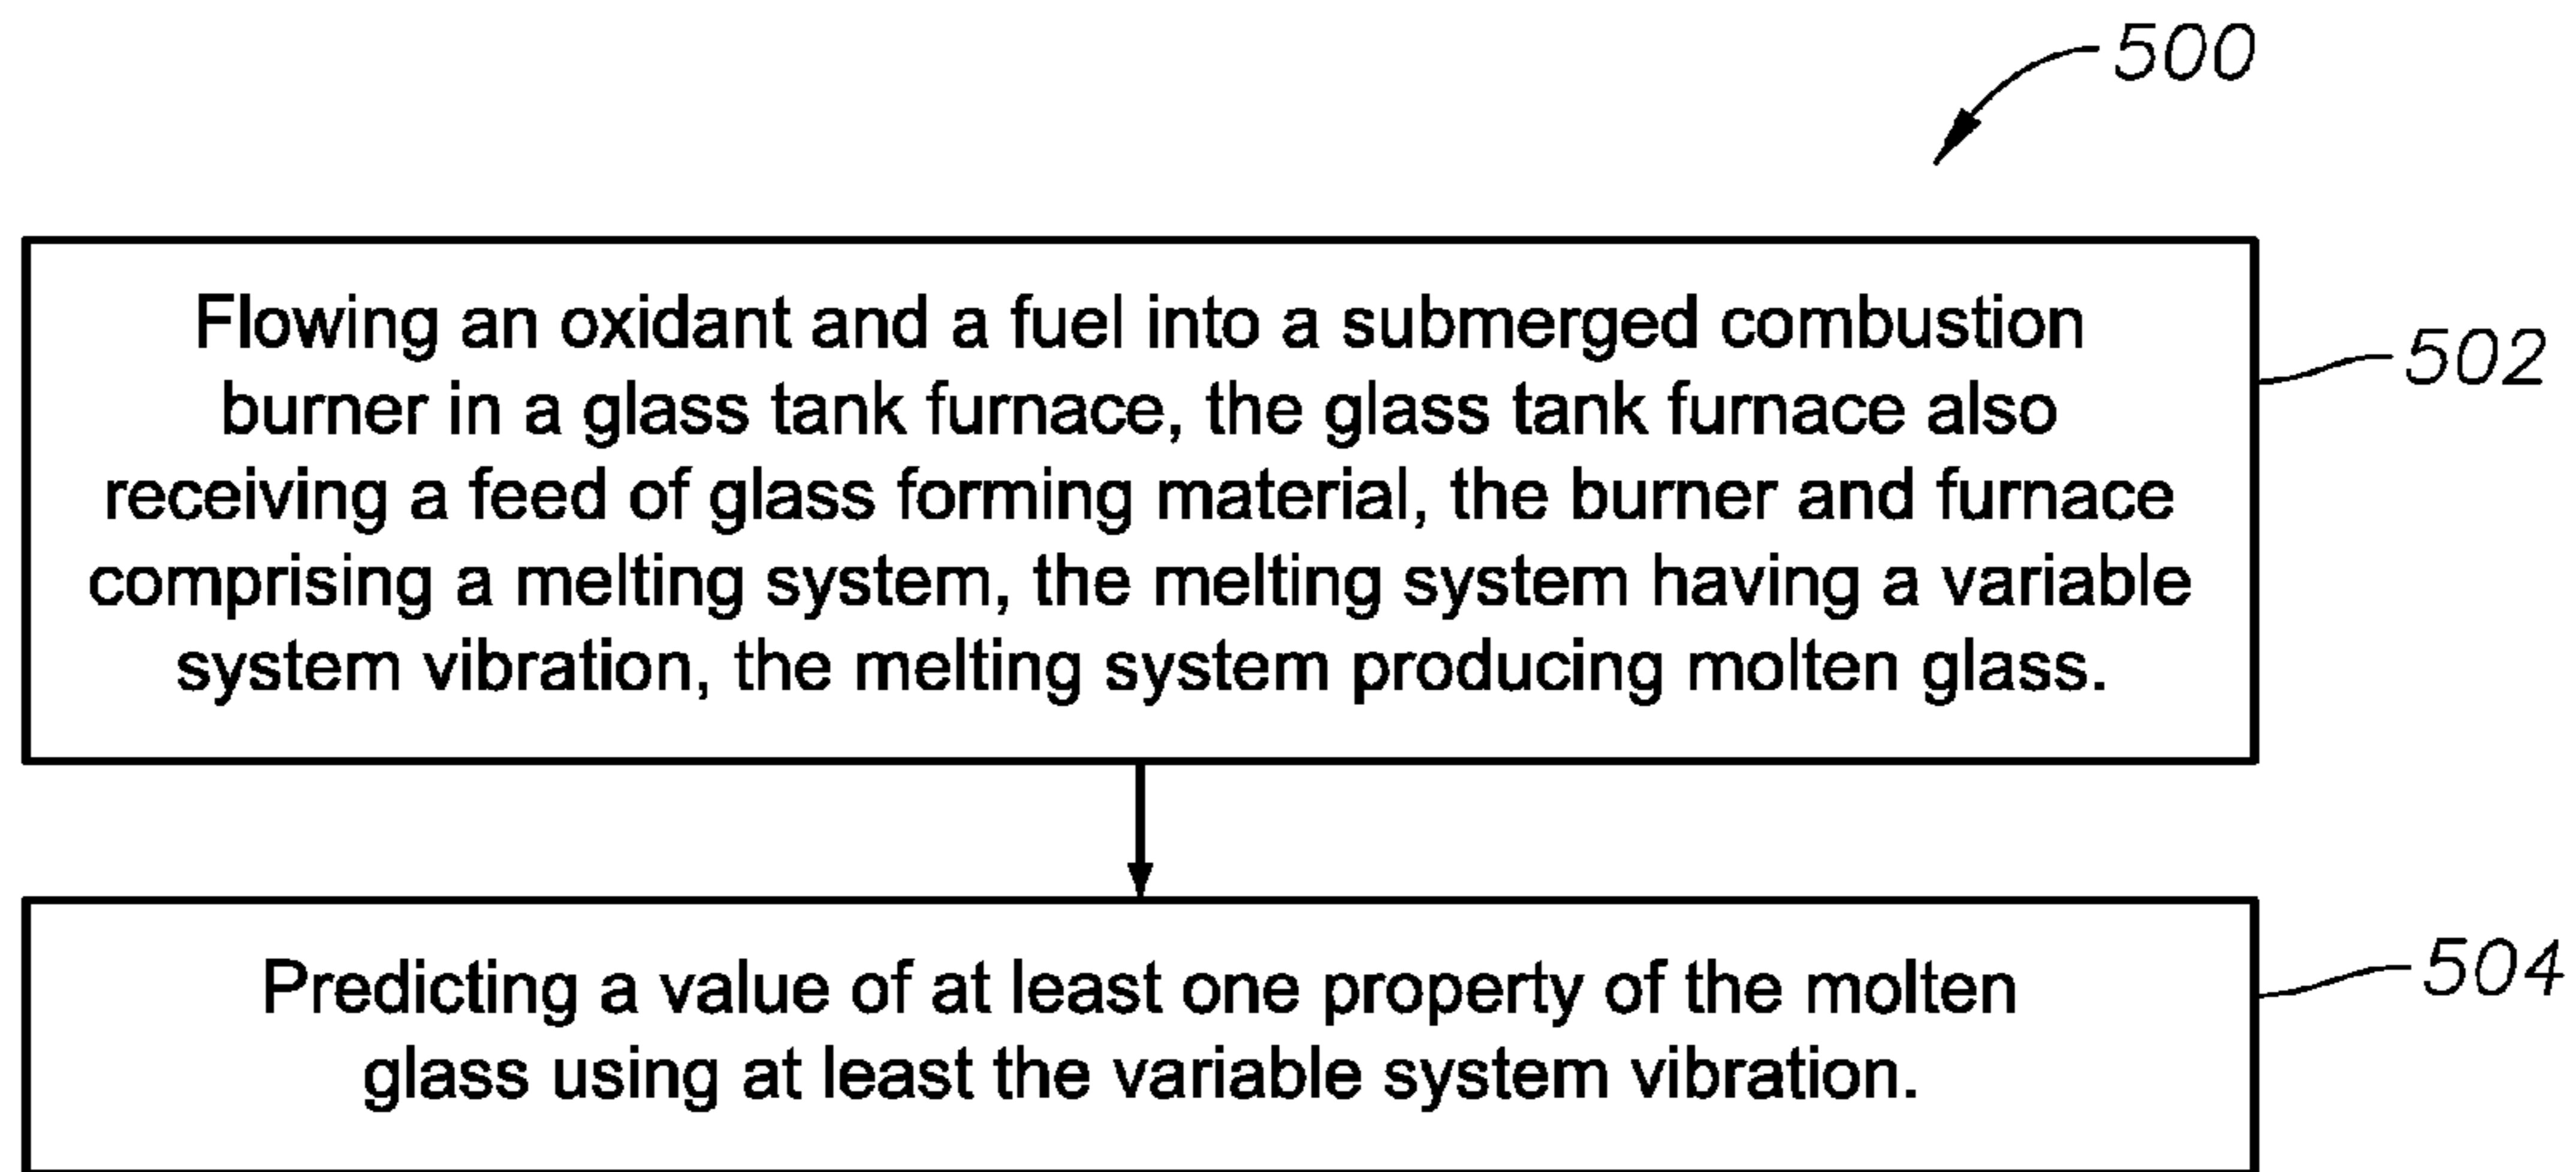 500
Flowing an oxidant and a fuel into a submerged combustion
burner in a glass tank furnace, the glass tank furnace also
receiving a feed of glass forming material, the burner and furnace
comprising a melting system, the melting system having a variable
system vibration, the melting system producing molten glass.
502
Predicting a value of at least one property of the molten
glass using at least the variable system vibration.
504